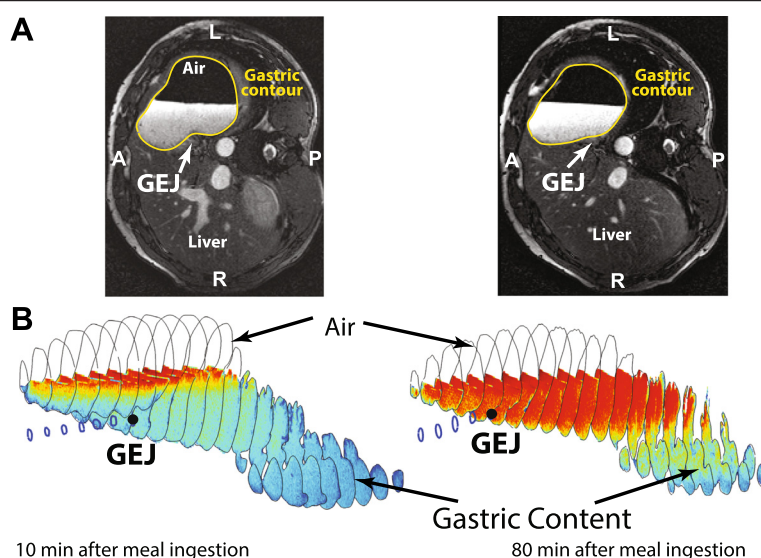 A
L
Air
Gastric
contour
A
P
GEJ
Liver
R
L
Gastric
contour
A
P
GEJ
Liver
R
B
Air
GEJ
GEJ
Gastric Content
10 min after meal ingestion
80 min after meal ingestion